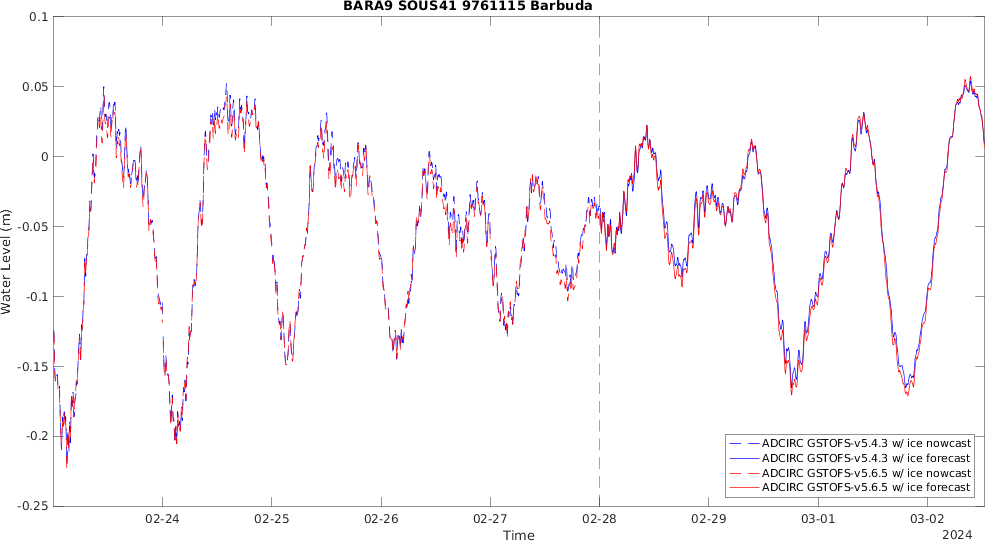 BARA9 SOUS41 9761115 Barbuda
0.1
0.05
0
-0.05
-0.1
-0.15
-0.2
-0.25
Water Level (m)
ADCIRC GSTOFS-v5.4.3 w/ ice nowcast
ADCIRC GSTOFS-v5.4.3 w/ ice forecast
ADCIRC GSTOFS-v5.6.5 w/ ice nowcast
ADCIRC GSTOFS-v5.6.5 w/ ice forecast
02-24 02-25 02-26 02-27 02-28 02-29 03-01 03-02
Time
2024